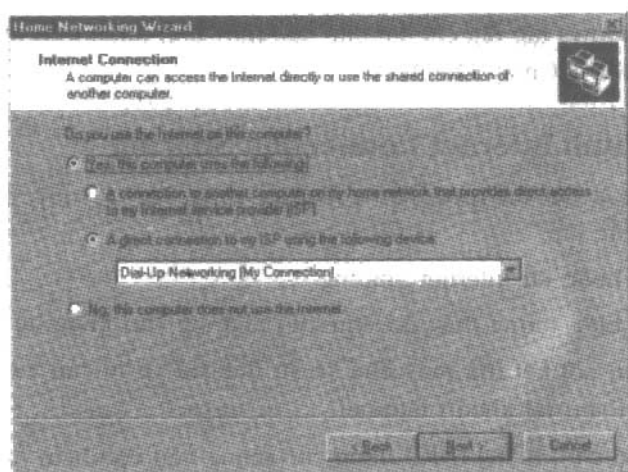 Home Networking Wizard
Internet Connection
A computer can access the Internet directly or use the shared connection of
another computer.
Do you use the Internet on this computer?
Yes, this computer uses the following:
A connection to another computer on my home network that provides direct access
to my Internet service provider (ISP).
A direct connection to my ISP using the following device:
Dial-Up Networking (My Connection)
No, this computer does not use the Internet.
< Back
Next >
Cancel